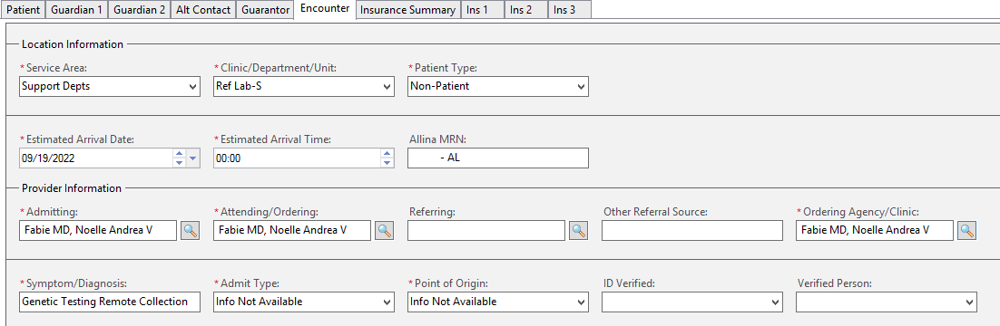 Patient Guardian 1 Guardian 2 Alt Contact Guarantor Encounter Insurance Summary Ins 1 Ins 2 Ins 3
Location Information
* Service Area: * Clinic/Department/Unit: * Patient Type:
Support Depts Ref Lab-S Non-Patient
* Estimated Arrival Date: * Estimated Arrival Time: Allina MRN:
09/19/2022 00:00 - AL
Provider Information
* Admitting: * Attending/Ordering: Referring: Other Referral Source: * Ordering Agency/Clinic:
Fabie MD, Noelle Andrea V Fabie MD, Noelle Andrea V Fabie MD, Noelle Andrea V
* Symptom/Diagnosis: * Admit Type: * Point of Origin: ID Verified: Verified Person:
Genetic Testing Remote Collection Info Not Available Info Not Available